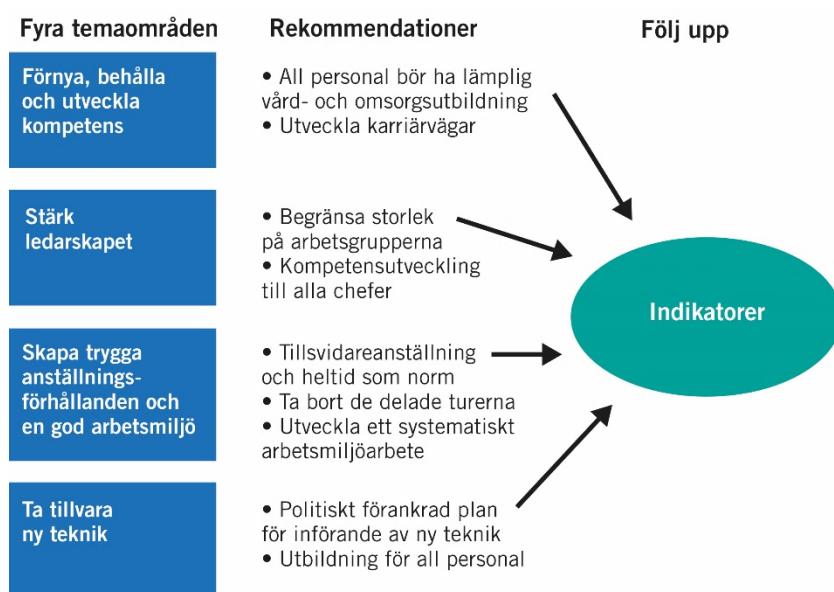 Fyra temaområden
Rekommendationer
Följ upp
Förnya, behålla
och utveckla
kompetens
• All personal bör ha lämplig
vård- och omsorgsutbildning
• Utveckla karriärvägar
Stärk
ledarskapet
• Begränsa storlek
på arbetsgrupperna
• Kompetensutveckling
till alla chefer
Skapa trygga
anställnings-
förhållanden och
en god arbetsmiljö
• Tillsvidareanställning
och heltid som norm
• Ta bort de delade turerna
• Utveckla ett systematiskt
arbetsmiljöarbete
Ta tillvara
ny teknik
• Politiskt förankrad plan
för införande av ny teknik
• Utbildning för all personal
Indikatorer